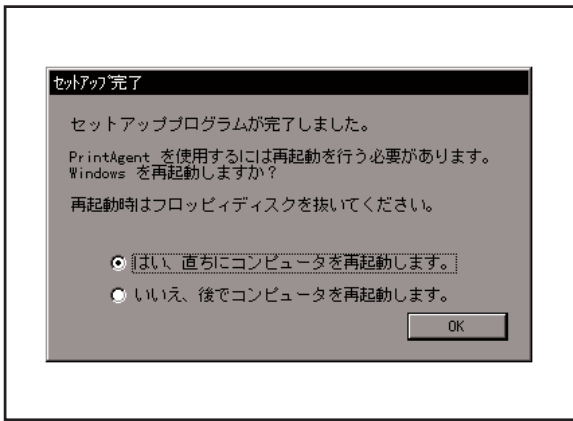 ｾｯﾄｱｯﾌﾟ完了
セットアッププログラムが完了しました。
PrintAgent を使用するには再起動を行う必要があります。
Windows を再起動しますか？
再起動時はフロッピィディスクを抜いてください。
はい、直ちにコンピュータを再起動します。
いいえ、後でコンピュータを再起動します。
OK